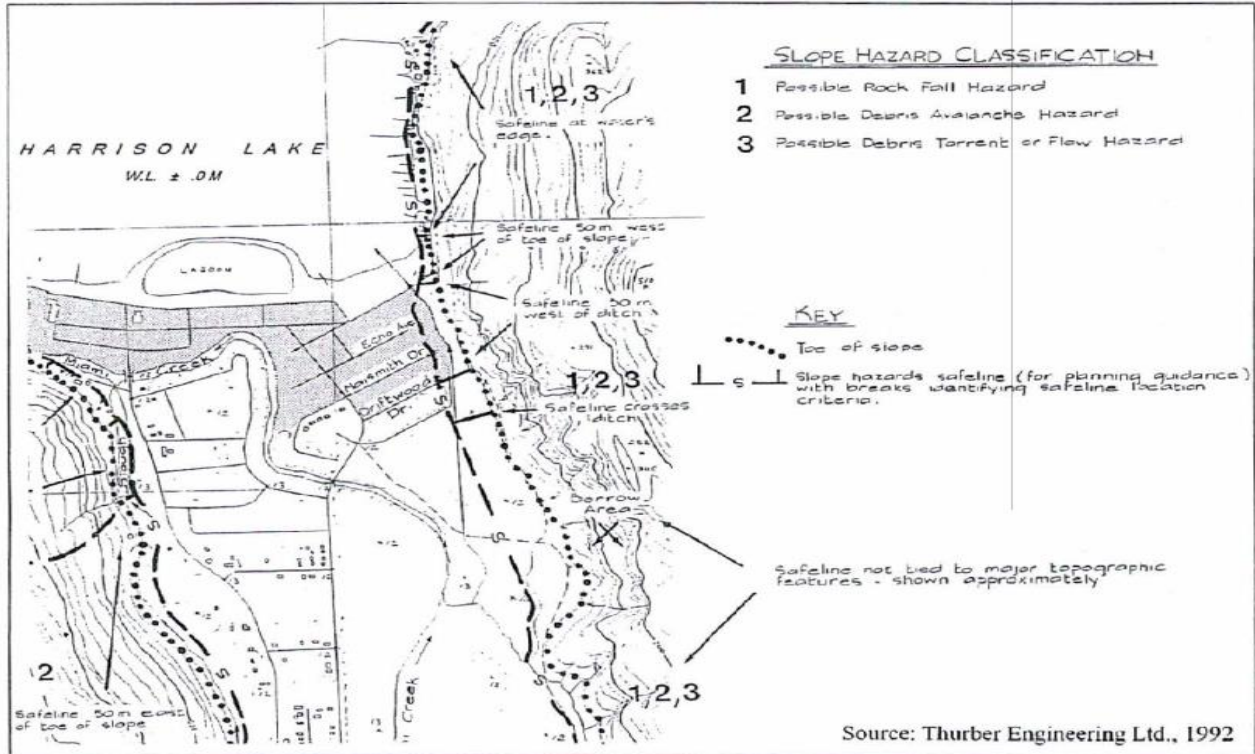 SLOPE HAZARD CLASSIFICATION
1 Possible Rock Fall Hazard
2 Possible Debris Avalanche Hazard
3 Possible Debris Torrent or Flow Hazard
HARRISON LAKE
W.L. ± .0M
1,2,3
Safeline at water's
edge.
S
S
Safeline 50m west
of toe of slope
LAGOON
Safeline 50m
west of ditch
KEY
Toe of slope
S
Slope hazards safeline (for planning guidance)
with breaks identifying safeline location
criteria.
Echo Ave
Naismith Dr.
Driftwood
Dr.
Miami Creek
1,2,3
S
Safeline crosses
ditch
Slough
Borrow
Area
S
S
Safeline not tied to major topographic
features - shown approximately
S
S
S
1,2,3
2
Creek
Safeline 50m east
of toe of slope
Source: Thurber Engineering Ltd., 1992